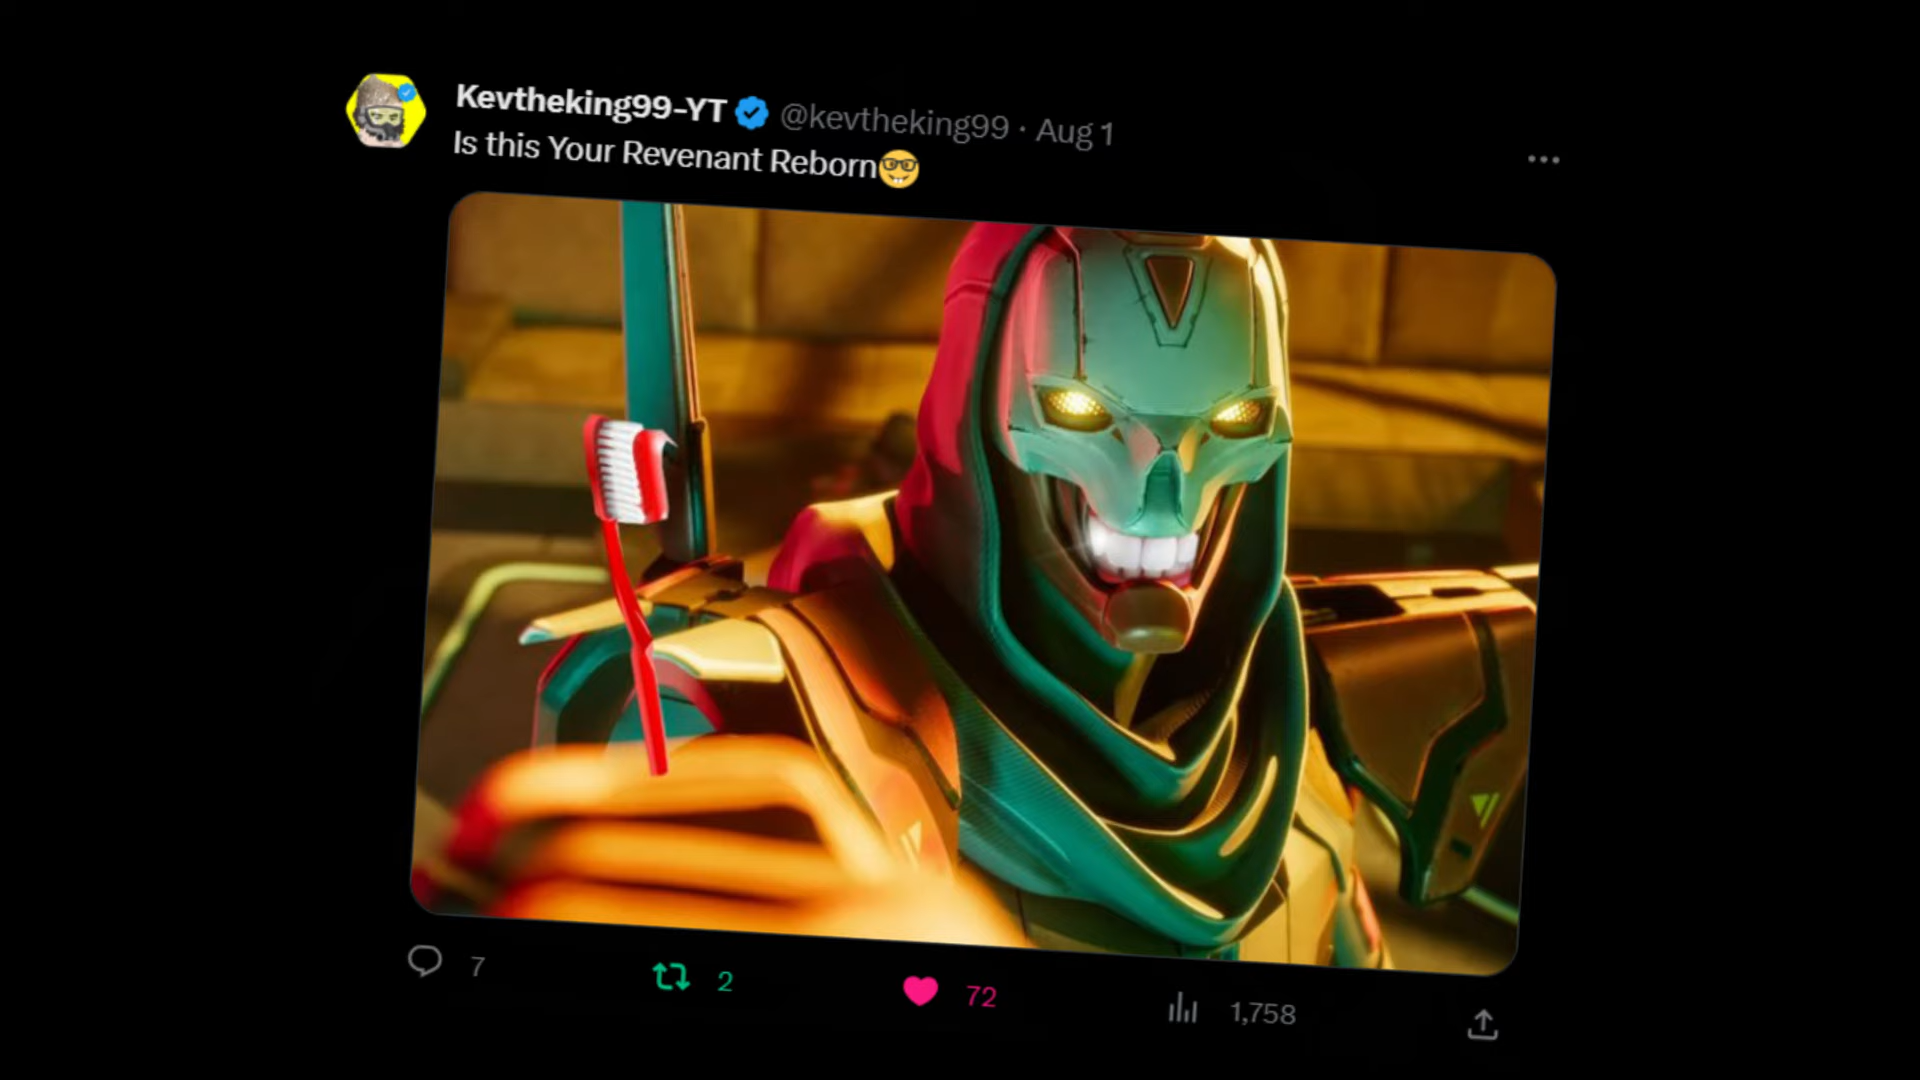 Kevtheking99-YT @kevtheking99 · Aug 1
Is this Your Revenant Reborn🤓
7 2 72 1,758